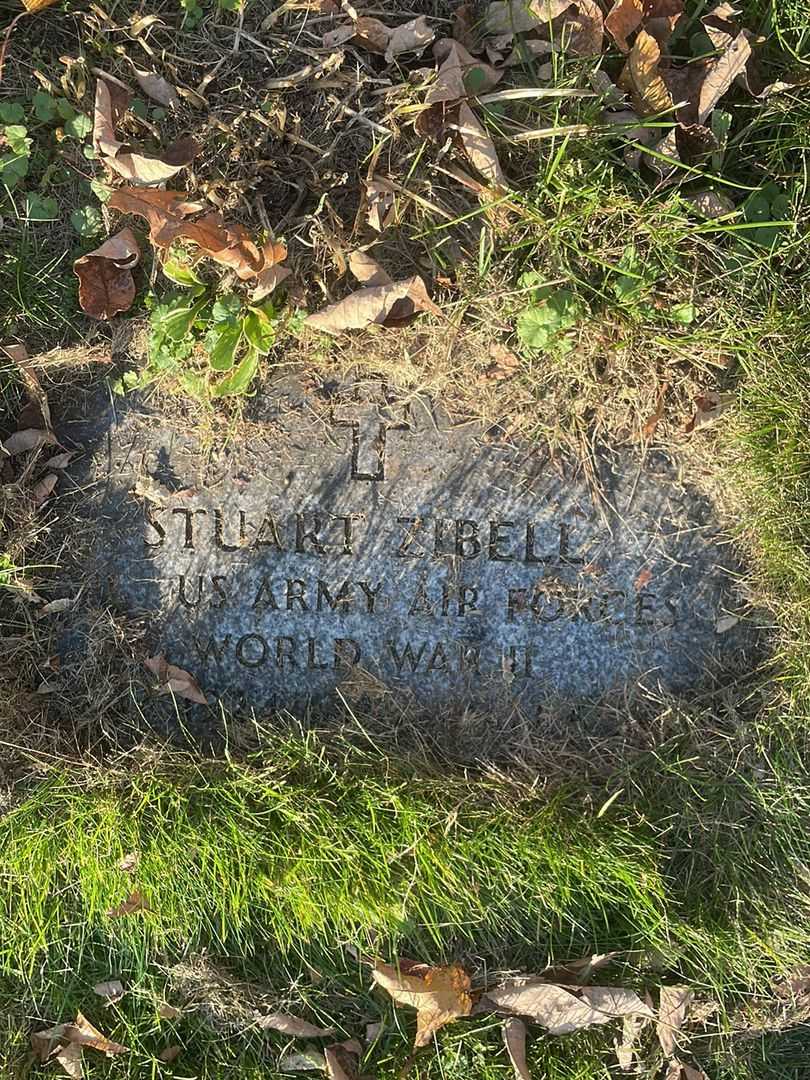 STUART ZIBELL
US ARMY AIR FORCES
WORLD WAR II